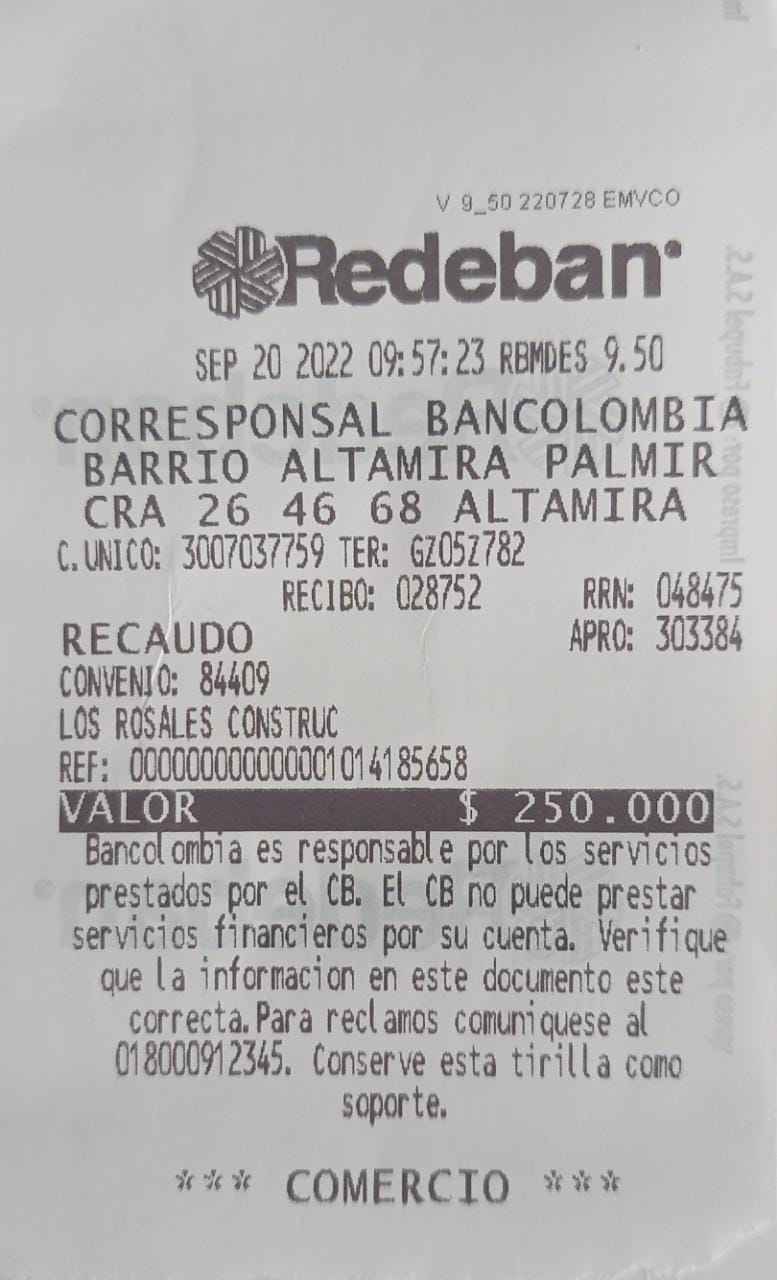 V 9_50 220728 EMVCO
Redeban
SEP 20 2022 09:57:23 RBMDES 9.50
CORRESPONSAL BANCOLOMBIA
BARRIO ALTAMIRA PALMIR
CRA 26 46 68 ALTAMIRA
C.UNICO: 3007037759 TER: GZ05Z782
RECIBO: 028752 RRN: 048475
RECAUDO APRO: 303384
CONVENIO: 84409
LOS ROSALES CONSTRUC
REF: 00000000000001014185658
VALOR $ 250.000
Bancolombia es responsable por los servicios
prestados por el CB. El CB no puede prestar
servicios financieros por su cuenta. Verifique
que la informacion en este documento este
correcta.Para reclamos comuniquese al
018000912345. Conserve esta tirilla como
soporte.
*** COMERCIO ***